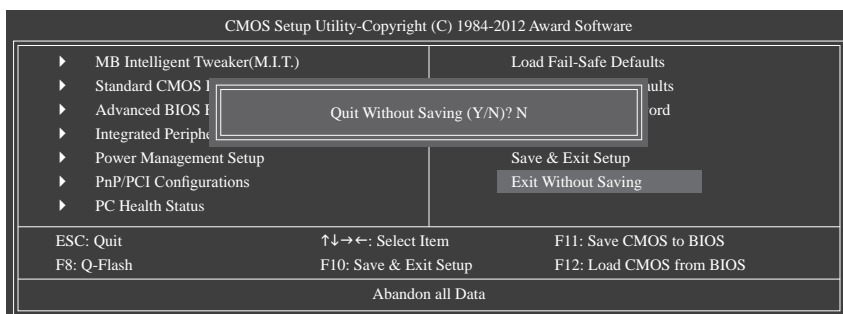 CMOS Setup Utility-Copyright (C) 1984-2012 Award Software
MB Intelligent Tweaker(M.I.T.)
Standard CMOS
Advanced BIOS
Integrated
Power Management Setup
PnP/PCI Configurations
PC Health Status
Load Fail-Safe Defaults
Save & Exit Setup
Exit Without Saving
Quit Without Saving (Y/N)? N
ESC: Quit ↑↓→←: Select Item F11: Save CMOS to BIOS
F8: Q-Flash F10: Save & Exit Setup F12: Load CMOS from BIOS
Abandon all Data